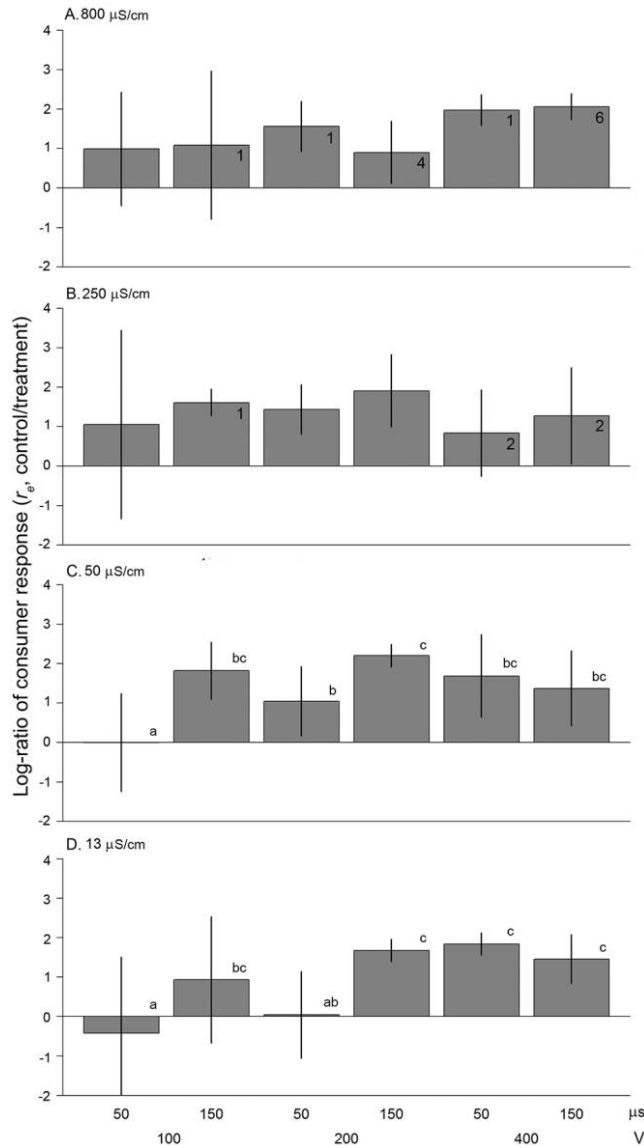 A. 800 μS/cm
4
3
2
1
0
-1
-2
1
1
4
1
6
B. 250 μS/cm
4
3
2
1
0
-1
-2
1
2
2
C. 50 μS/cm
4
3
2
1
0
-1
-2
a
bc
b
c
bc
bc
D. 13 μS/cm
4
3
2
1
0
-1
-2
a
bc
ab
c
c
c
Log-ratio of consumer response (re, control/treatment)
50 150 50 150 50 150 μs
100 200 400 V